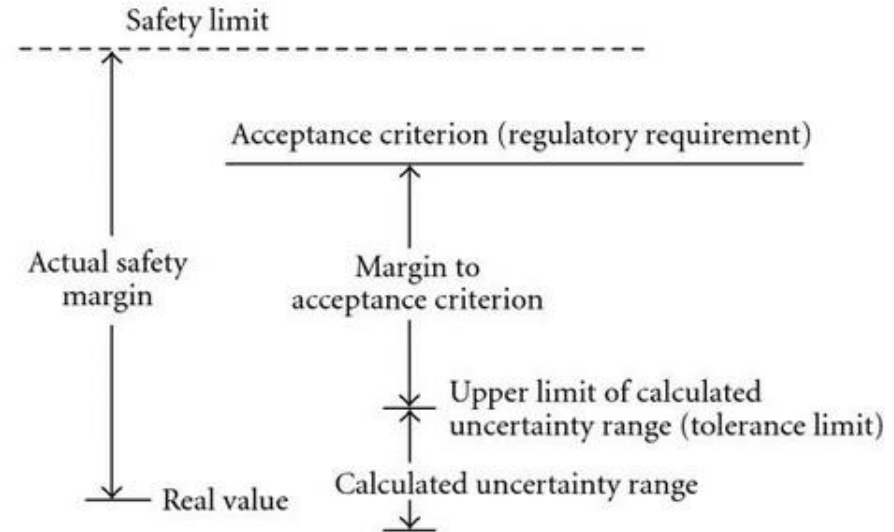 Safety limit
Acceptance criterion (regulatory requirement)
Actual safety
margin
Margin to
acceptance criterion
Upper limit of calculated
uncertainty range (tolerance limit)
Real value
Calculated uncertainty range